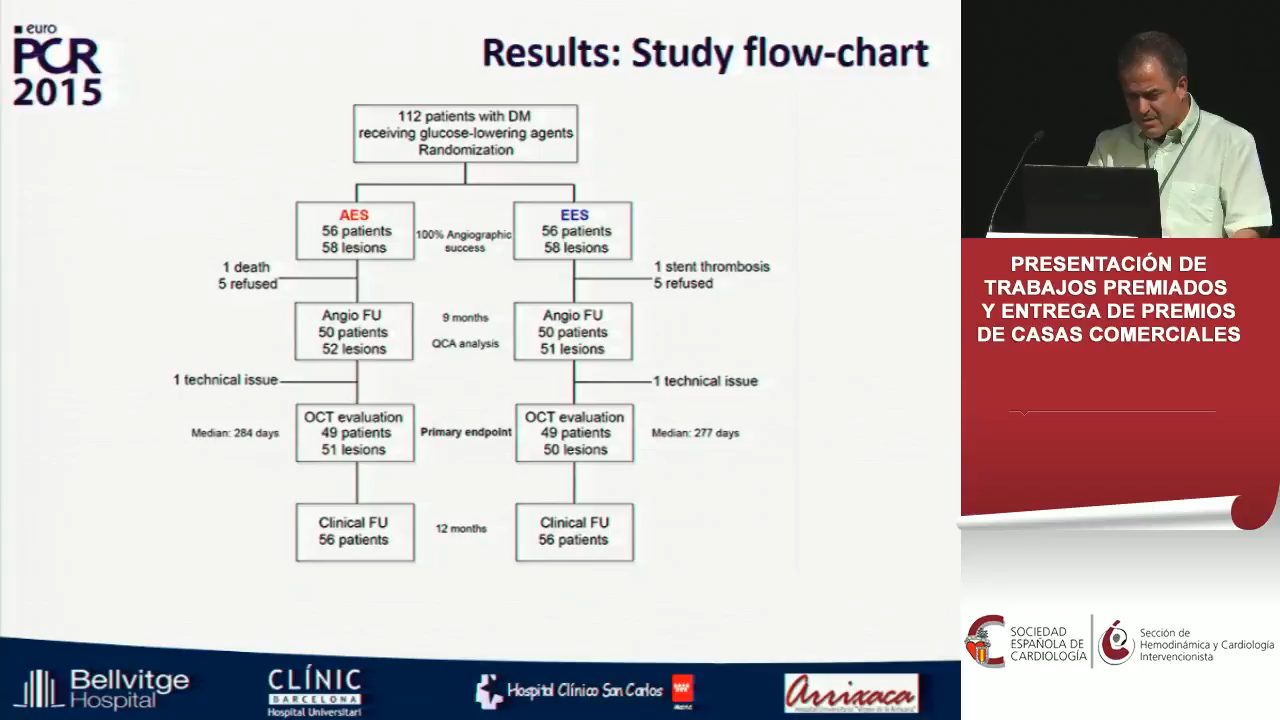 euro
PCR
2015
Results: Study flow-chart
112 patients with DM
receiving glucose-lowering agents
Randomization
AES
56 patients
58 lesions
100% Angiographic
success
EES
56 patients
58 lesions
1 death
5 refused
1 stent thrombosis
5 refused
Angio FU
50 patients
52 lesions
9 months
QCA analysis
Angio FU
50 patients
51 lesions
1 technical issue
1 technical issue
Median: 284 days
OCT evaluation
49 patients
51 lesions
Primary endpoint
OCT evaluation
49 patients
50 lesions
Median: 277 days
Clinical FU
56 patients
12 months
Clinical FU
56 patients
Bellvitge
Hospital
CLÍNIC
BARCELONA
Hospital Universitari
Hospital Clínico San Carlos
Arrixaca
PRESENTACIÓN DE
TRABAJOS PREMIADOS
Y ENTREGA DE PREMIOS
DE CASAS COMERCIALES
SOCIEDAD
ESPAÑOLA DE
CARDIOLOGÍA
Sección de
Hemodinámica y Cardiología
Intervencionista